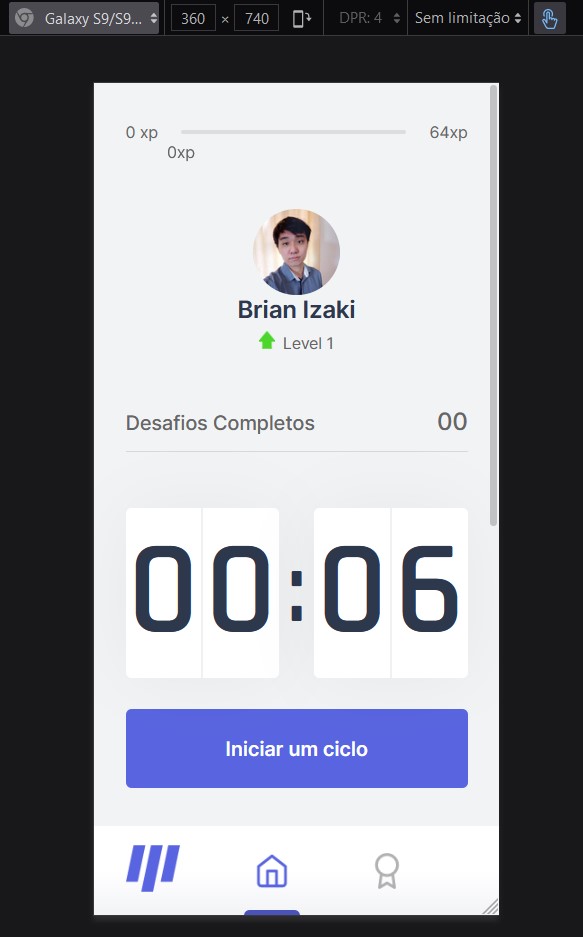 Galaxy S9/S9... 360 × 740 DPR: 4 Sem limitação
0 xp 64xp
0xp
Brian Izaki
Level 1
Desafios Completos 00
00:06
Iniciar um ciclo